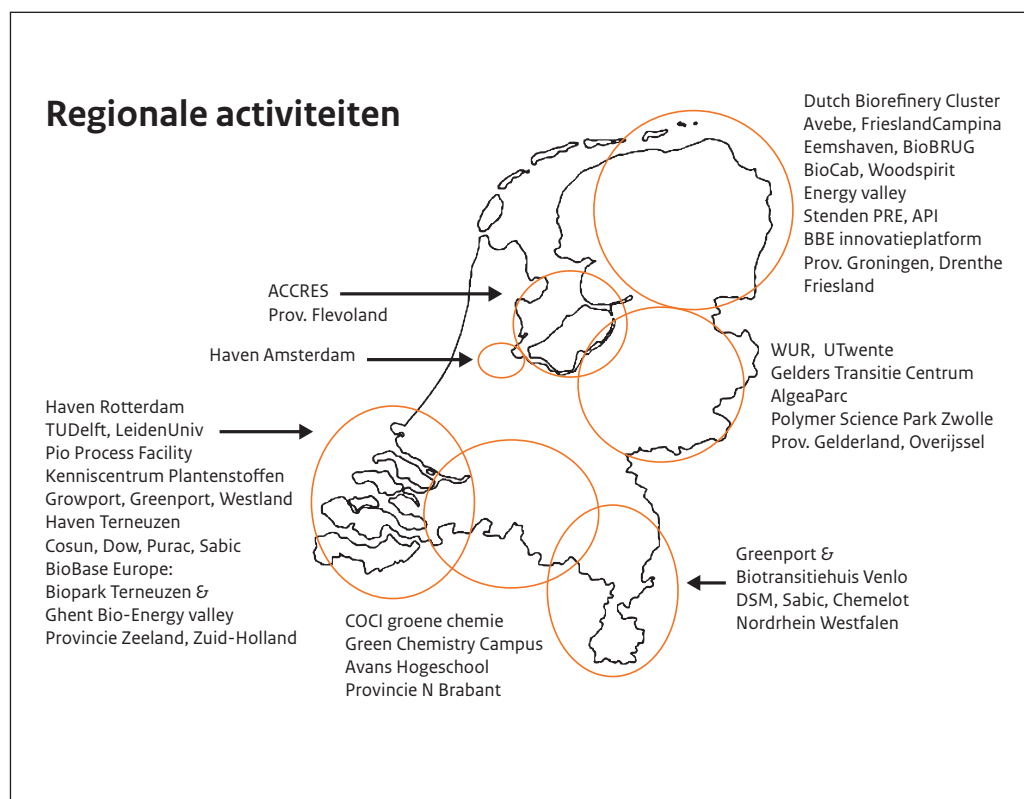 Regionale activiteiten
Dutch Biorefinery Cluster
Avebe, FrieslandCampina
Eemshaven, BioBRUG
BioCab, Woodspirit
Energy valley
Stenden PRE, API
BBE innovatieplatform
Prov. Groningen, Drenthe
Friesland
ACCRES
Prov. Flevoland
Haven Amsterdam
WUR, UTwente
Gelders Transitie Centrum
AlgeaParc
Polymer Science Park Zwolle
Prov. Gelderland, Overijssel
Haven Rotterdam
TUDelft, LeidenUniv
Pio Process Facility
Kenniscentrum Plantenstoffen
Growport, Greenport, Westland
Haven Terneuzen
Cosun, Dow, Purac, Sabic
BioBase Europe:
Biopark Terneuzen &
Ghent Bio-Energy valley
Provincie Zeeland, Zuid-Holland
COCI groene chemie
Green Chemistry Campus
Avans Hogeschool
Provincie N Brabant
Greenport &
Biotransitiehuis Venlo
DSM, Sabic, Chemelot
Nordrhein Westfalen